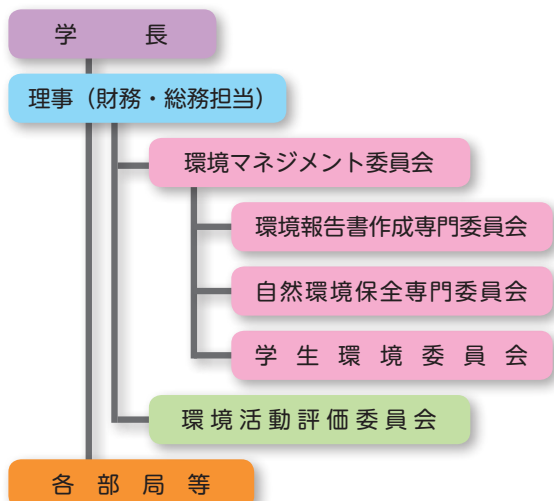 学長
理事（財務・総務担当）
環境マネジメント委員会
環境報告書作成専門委員会
自然環境保全専門委員会
学生環境委員会
環境活動評価委員会
各部局等